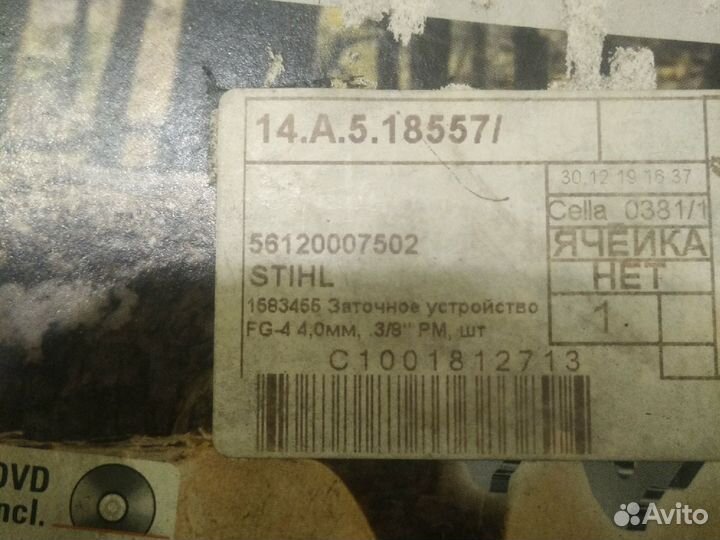 14.A.5.18557/
30.12.19 16:37
Cella 0381/1
56120007502
ЯЧЕЙКА
STIHL
НЕТ
1583455 Заточное устройство
FG-4 4,0мм, 3/8" PM, шт
1
C1001812713
DVD
incl.
Avito